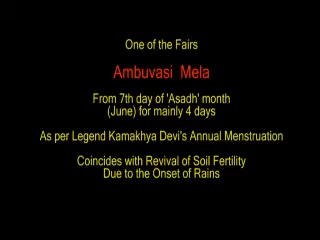 One of the Fairs
Ambuvasi Mela
From 7th day of 'Asadh' month
(June) for mainly 4 days
As per Legend Kamakhya Devi's Annual Menstruation
Coincides with Revival of Soil Fertility
Due to the Onset of Rains